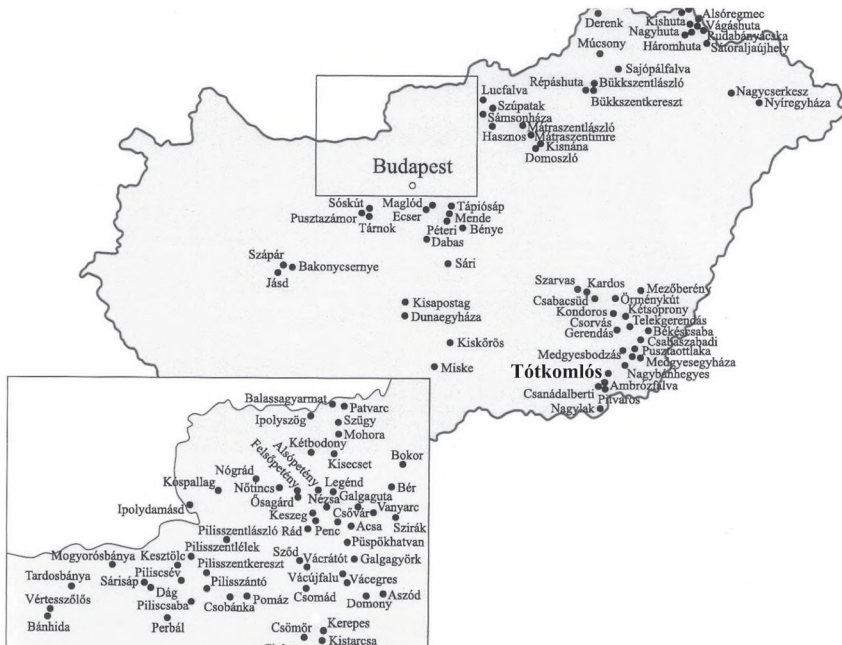 Alsóregmec
Kishuta
Vágáshuta
Derenk
Nagyhuta
Rudabányácska
Háromhuta
Sátoraljaújhely
Múcsony
Sajópálfalva
Répáshuta
Bükkszentlászló
Bükkszentkereszt
Nagycserkesz
Nyíregyháza
Lucfalva
Szúpatak
Sámsonháza
Mátraszentlászló
Hasznos
Mátraszentimre
Kisnána
Domoszló
Budapest
Sóskút
Maglód
Tápiósáp
Pusztazámor
Ecser
Mende
Tárnok
Péteri
Bénye
Dabas
Szápár
Bakonycsernye
Sári
Jásd
Szarvas
Kardos
Mezőberény
Kisapostag
Csabacsüd
Örménykút
Dunaegyháza
Kondoros
Kétsoprony
Csorvás
Telekgerendás
Gerendás
Békéscsaba
Kiskőrös
Csabaszabadi
Medgyesbodzás
Pusztaottlaka
Medgyesegyháza
Miske
Tótkomlós
Nagybánhegyes
Ambrózfalva
Csanádalberti
Pitvaros
Nagylak
Balassagyarmat
Patvarc
Ipolyszög
Szügy
Mohora
Kétbodony
Kisecset
Bokor
Alsópetény
Felsőpetény
Nógrád
Kóspallag
Nőtincs
Legénd
Bér
Ősagárd
Nézsa
Galgaguta
Ipolydamásd
Keszeg
Csővár
Vanyarc
Szirák
Pilisszentlászló
Rád
Penc
Acsa
Pilisszentlélek
Püspökhatvan
Mogyorósbánya
Kesztölc
Sződ
Vácrátót
Galgagyörk
Pilisszentkereszt
Tardosbánya
Piliscsév
Sárisáp
Vácújfalu
Vácegres
Dág
Pilisszántó
Vértesszőlős
Piliscsaba
Csobánka
Pomáz
Csomád
Domony
Aszód
Bánhida
Perbál
Csömör
Kerepes
Kistarcsa